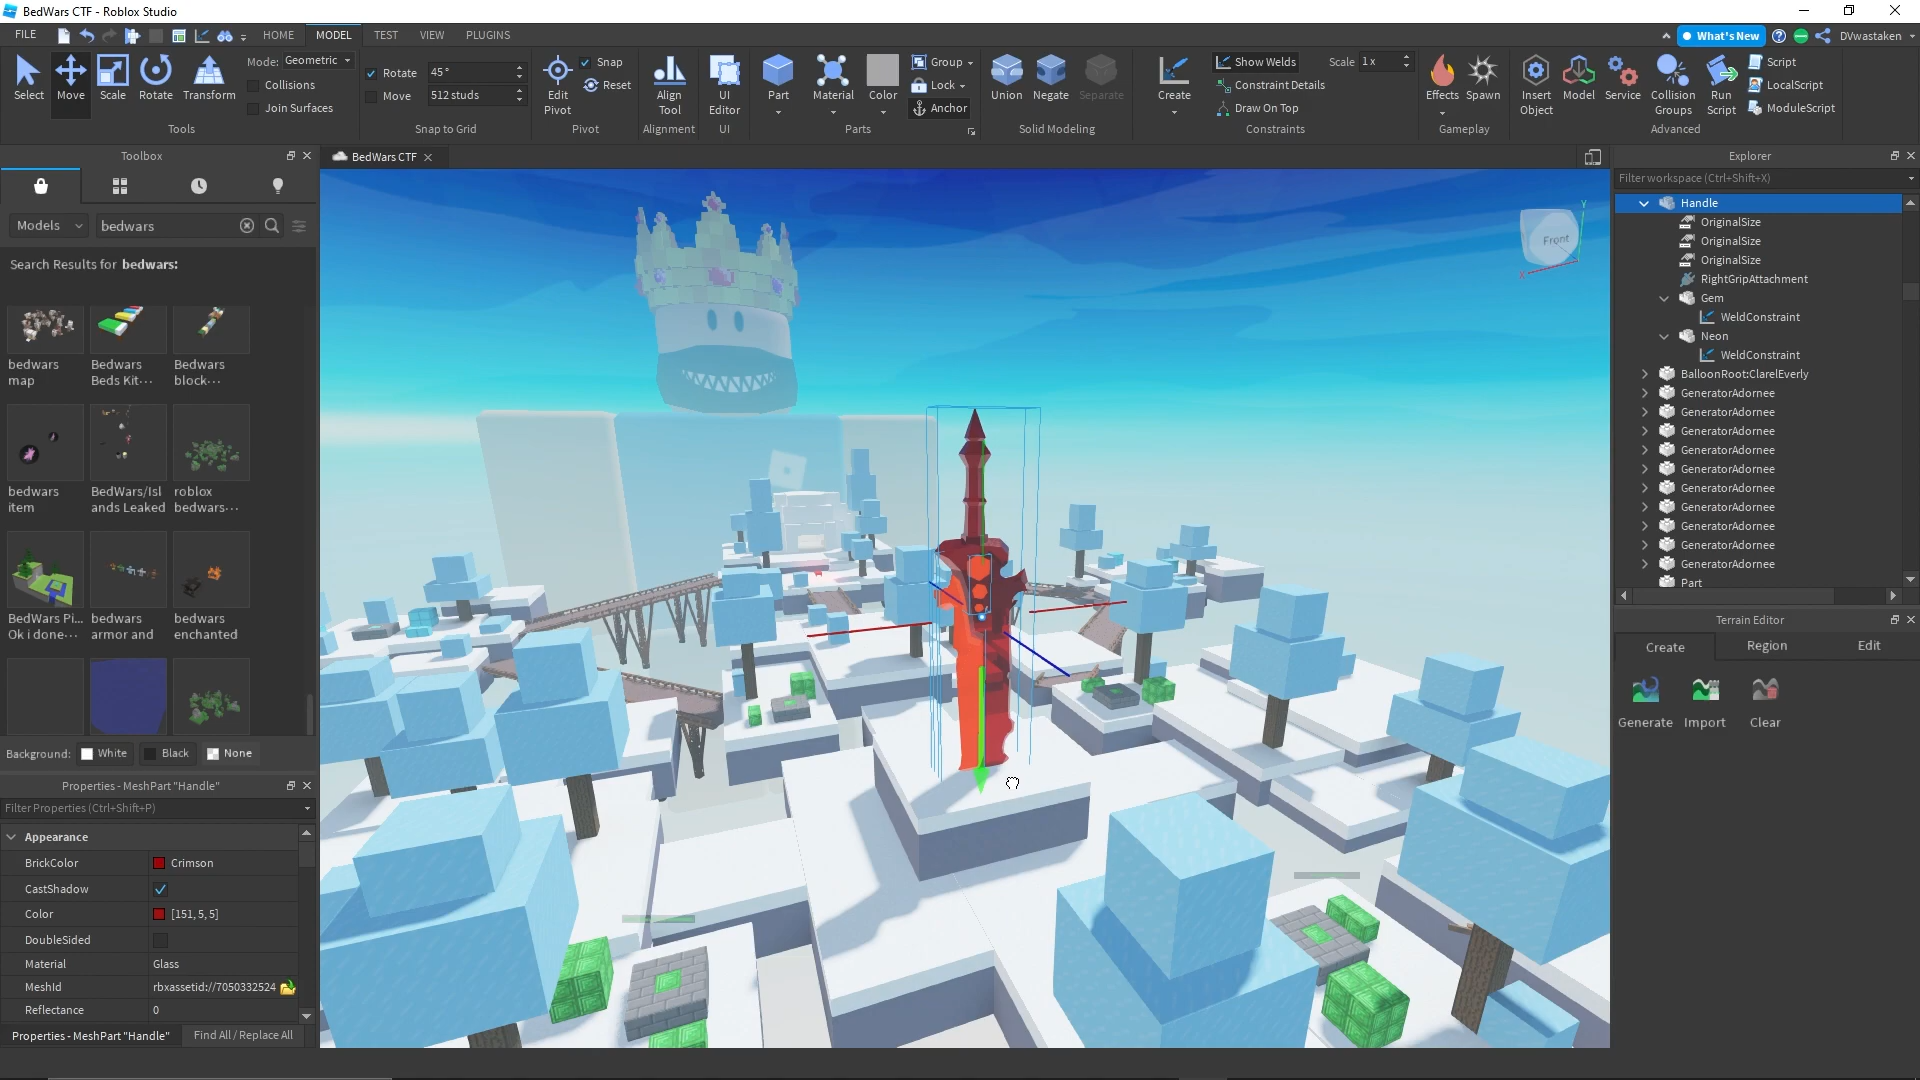 BedWars CTF - Roblox Studio
FILE
HOME
MODEL
TEST
VIEW
PLUGINS
What's New
DVwastaken
Select
Move
Scale
Rotate
Transform
Mode:
Geometric
Collisions
Join Surfaces
Tools
Rotate
45°
Move
512 studs
Snap to Grid
Edit
Pivot
Snap
Reset
Pivot
Align
Tool
Alignment
UI
Editor
UI
Part
Material
Color
Group
Lock
Anchor
Parts
Union
Negate
Separate
Solid Modeling
Create
Show Welds
Scale
1 x
Constraint Details
Draw On Top
Constraints
Effects
Spawn
Gameplay
Insert
Object
Model
Service
Collision
Groups
Run
Script
Script
LocalScript
ModuleScript
Advanced
Toolbox
Models
bedwars
Search Results for bedwars:
bedwars
map
Bedwars
Beds Kit...
Bedwars
block...
bedwars
item
BedWars/Isl
ands Leaked
roblox
bedwars...
BedWars Pi...
Ok i done...
bedwars
armor and
bedwars
enchanted
Background:
White
Black
None
Properties - MeshPart "Handle"
Filter Properties (Ctrl+Shift+P)
Appearance
BrickColor
Crimson
CastShadow
Color
[151, 5, 5]
DoubleSided
Material
Glass
MeshId
rbxassetid://7050332524
Reflectance
0
Properties - MeshPart "Handle"
Find All / Replace All
BedWars CTF
Front
Y
X
Explorer
Filter workspace (Ctrl+Shift+X)
Handle
OriginalSize
OriginalSize
OriginalSize
RightGripAttachment
Gem
WeldConstraint
Neon
WeldConstraint
BalloonRoot:ClarelEverly
GeneratorAdornee
GeneratorAdornee
GeneratorAdornee
GeneratorAdornee
GeneratorAdornee
GeneratorAdornee
GeneratorAdornee
GeneratorAdornee
GeneratorAdornee
GeneratorAdornee
Part
Terrain Editor
Create
Region
Edit
Generate
Import
Clear